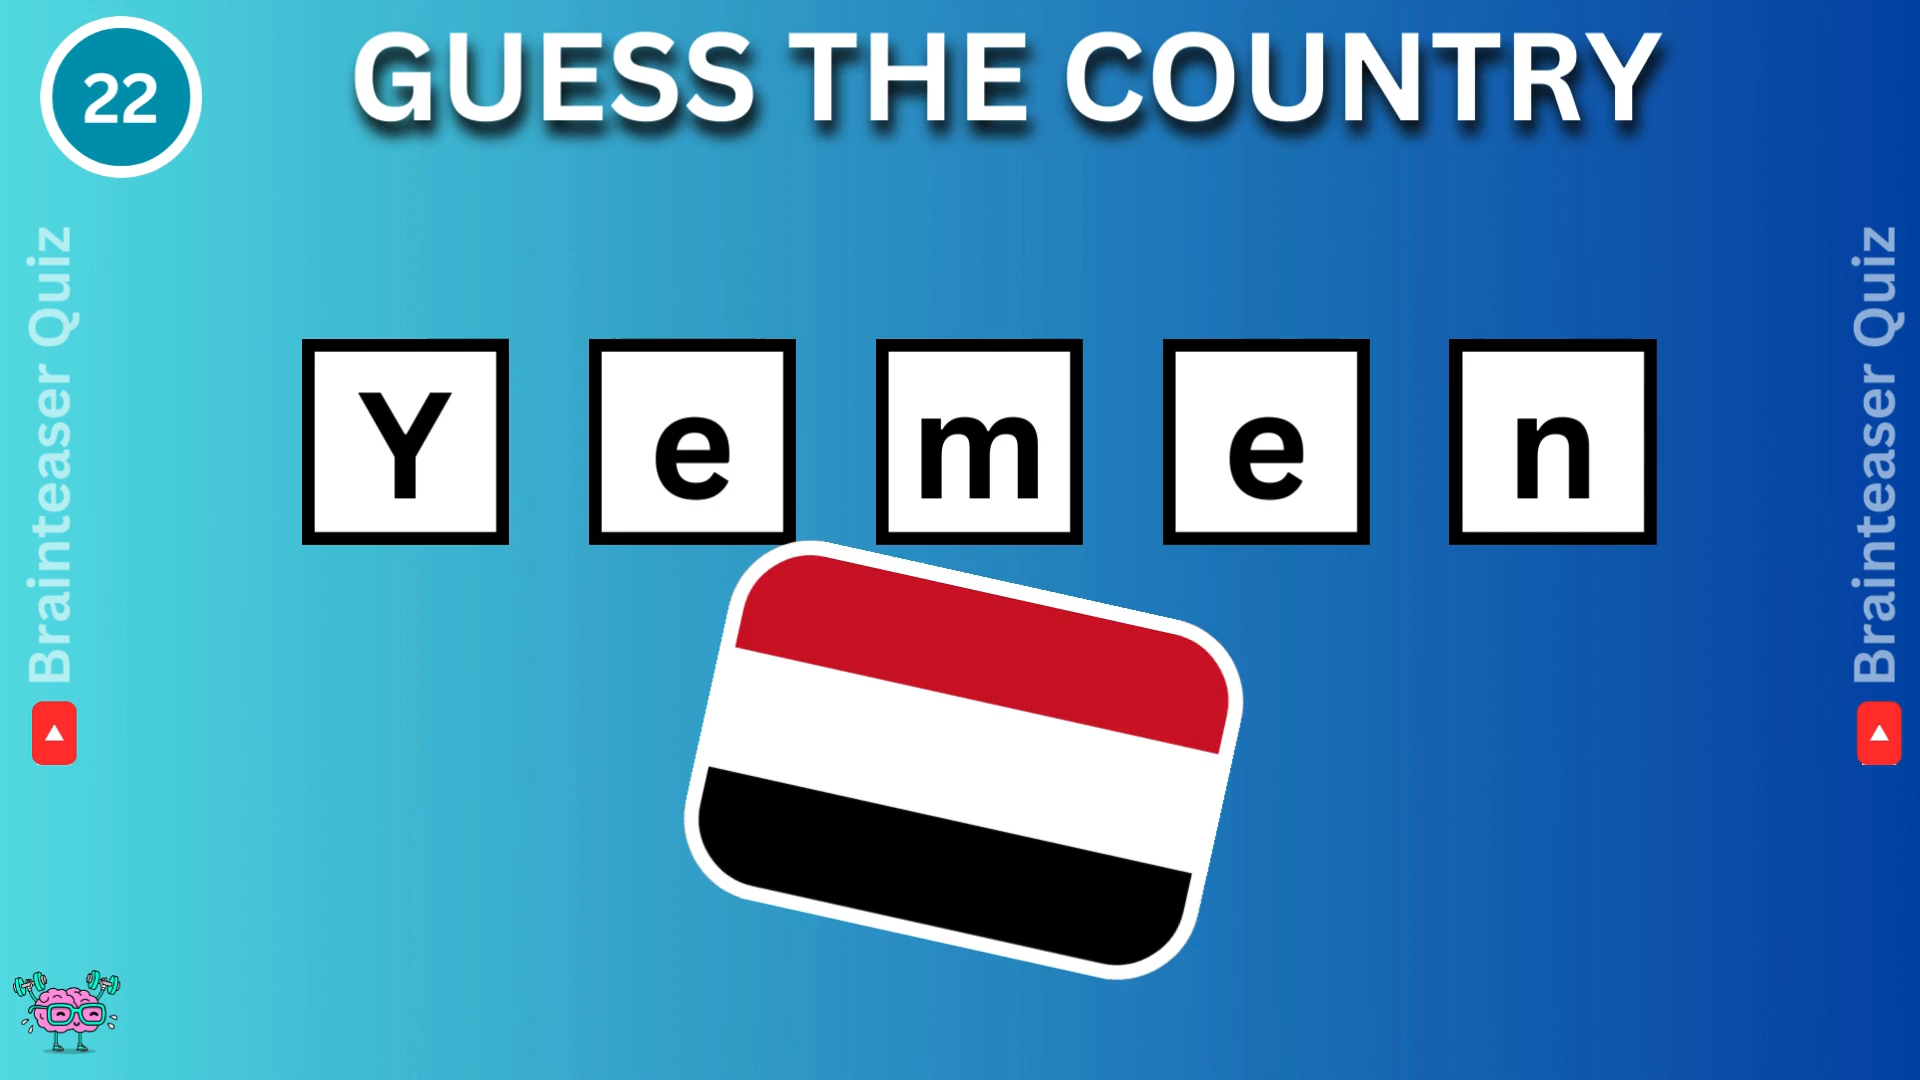 22
GUESS THE COUNTRY
Y e m e n
Brainteaser Quiz
Brainteaser Quiz